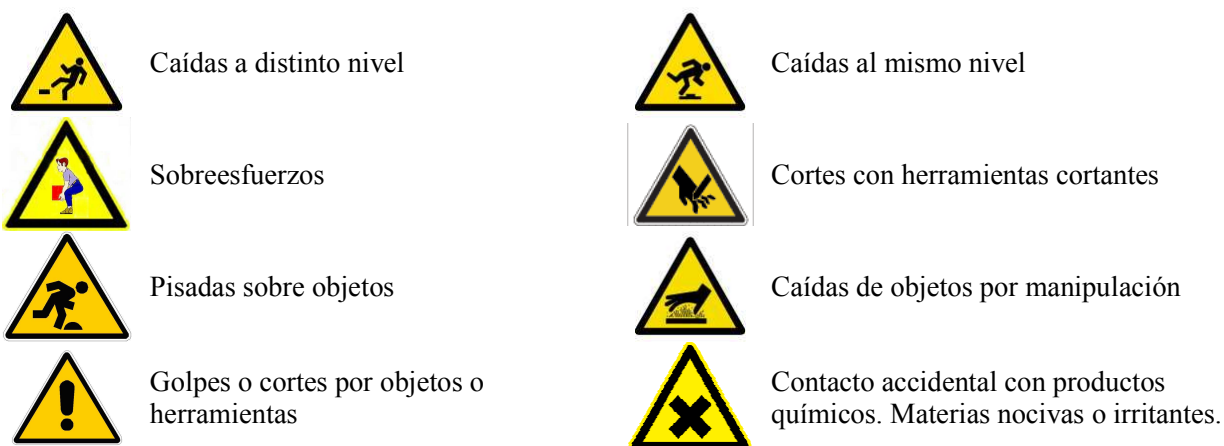 Caídas a distinto nivel
Caídas al mismo nivel
Sobreesfuerzos
Cortes con herramientas cortantes
Pisadas sobre objetos
Caídas de objetos por manipulación
Golpes o cortes por objetos o
herramientas
Contacto accidental con productos
químicos. Materias nocivas o irritantes.